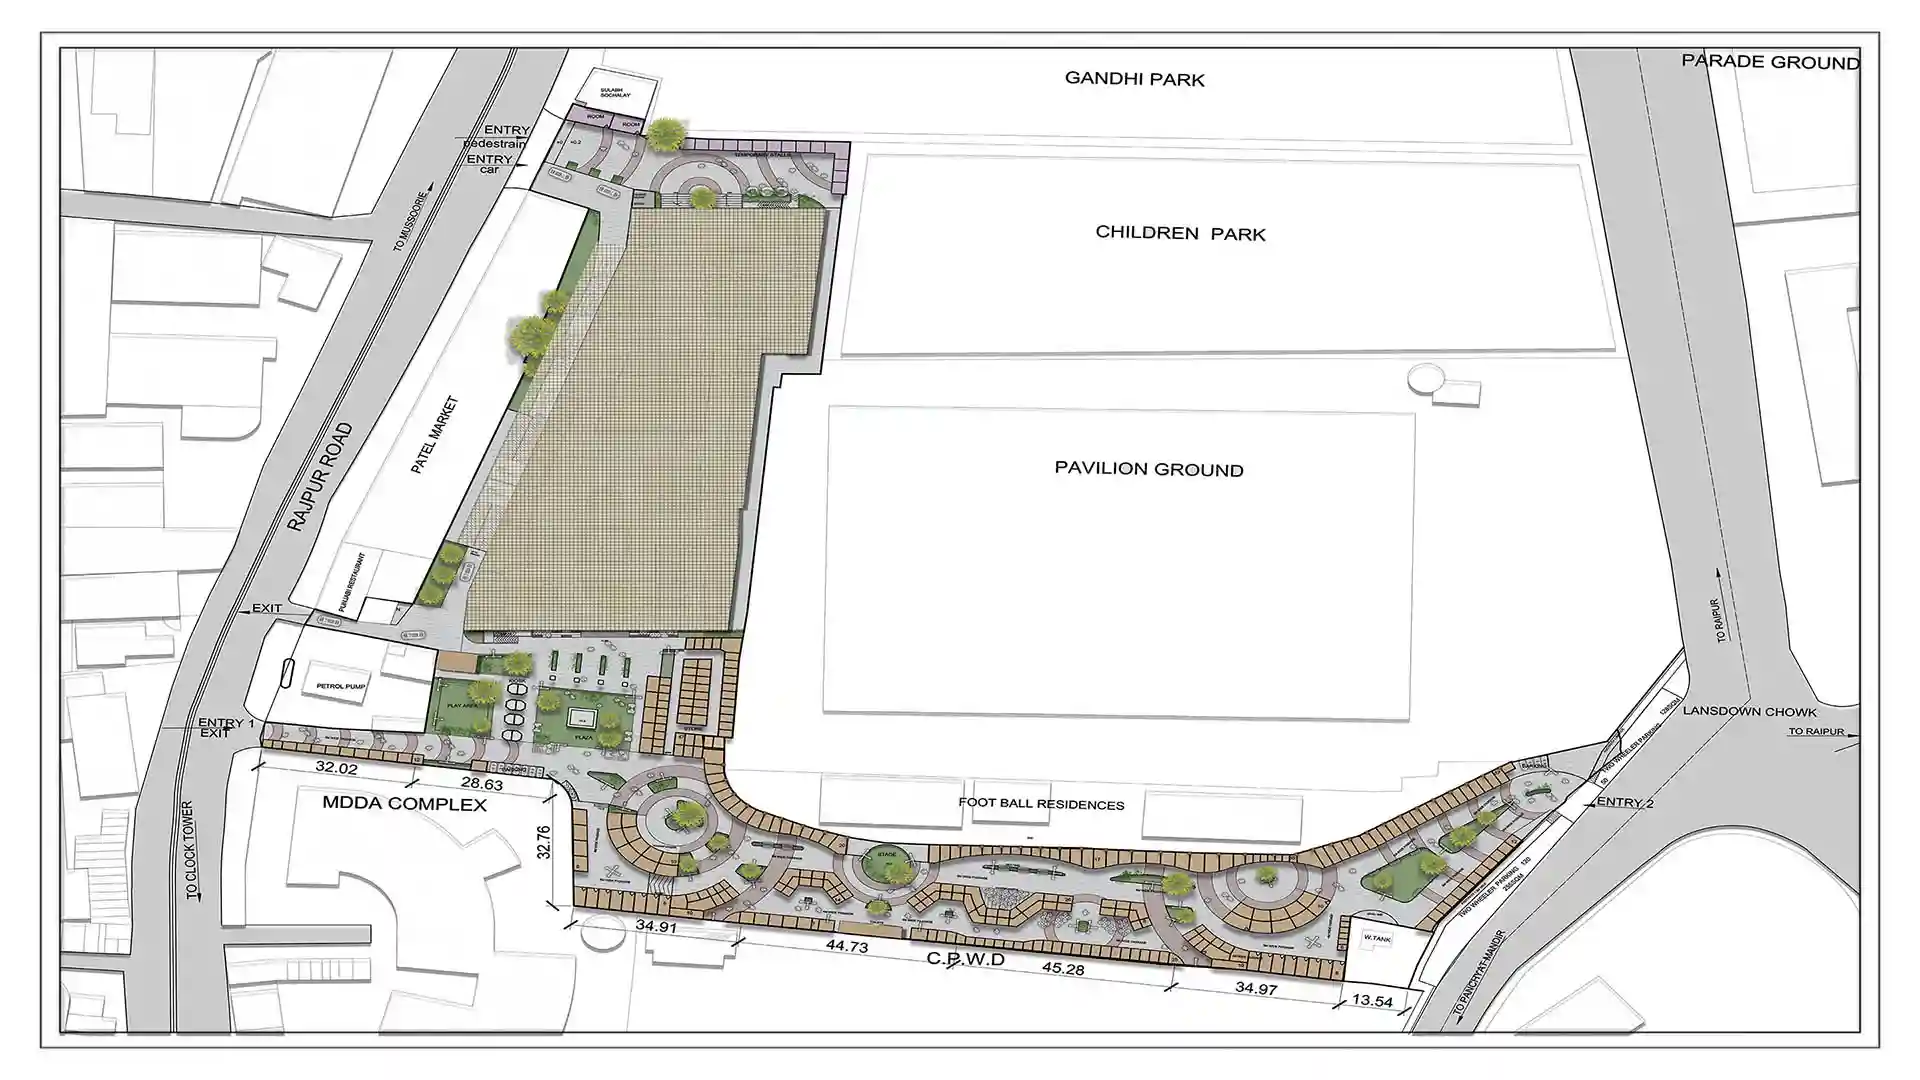 PARADE GROUND
GANDHI PARK
SULABH
SOCHALAY
ROOM
ROOM
ENTRY
pedestrain
ENTRY
car
TEMPORARY STALLS
TO MUSSOORIE
CHILDREN PARK
PATEL MARKET
RAJPUR ROAD
PAVILION GROUND
PUNJABI RESTAURANT
EXIT
PETROL PUMP
KIOSK
PLAY AREA
PLAZA
ENTRY 1
EXIT
TO RAIPUR
LANSDOWN CHOWK
TO RAIPUR
TWO WHEELER PARKING
32.02
28.63
MDDA COMPLEX
32.76
FOOT BALL RESIDENCES
STAGE
ENTRY 2
TO CLOCK TOWER
TWO WHEELER PARKING 130
W.TANK
34.91
44.73
C.P.W.D
45.28
34.97
13.54
TO PANCHYAT MANDIR